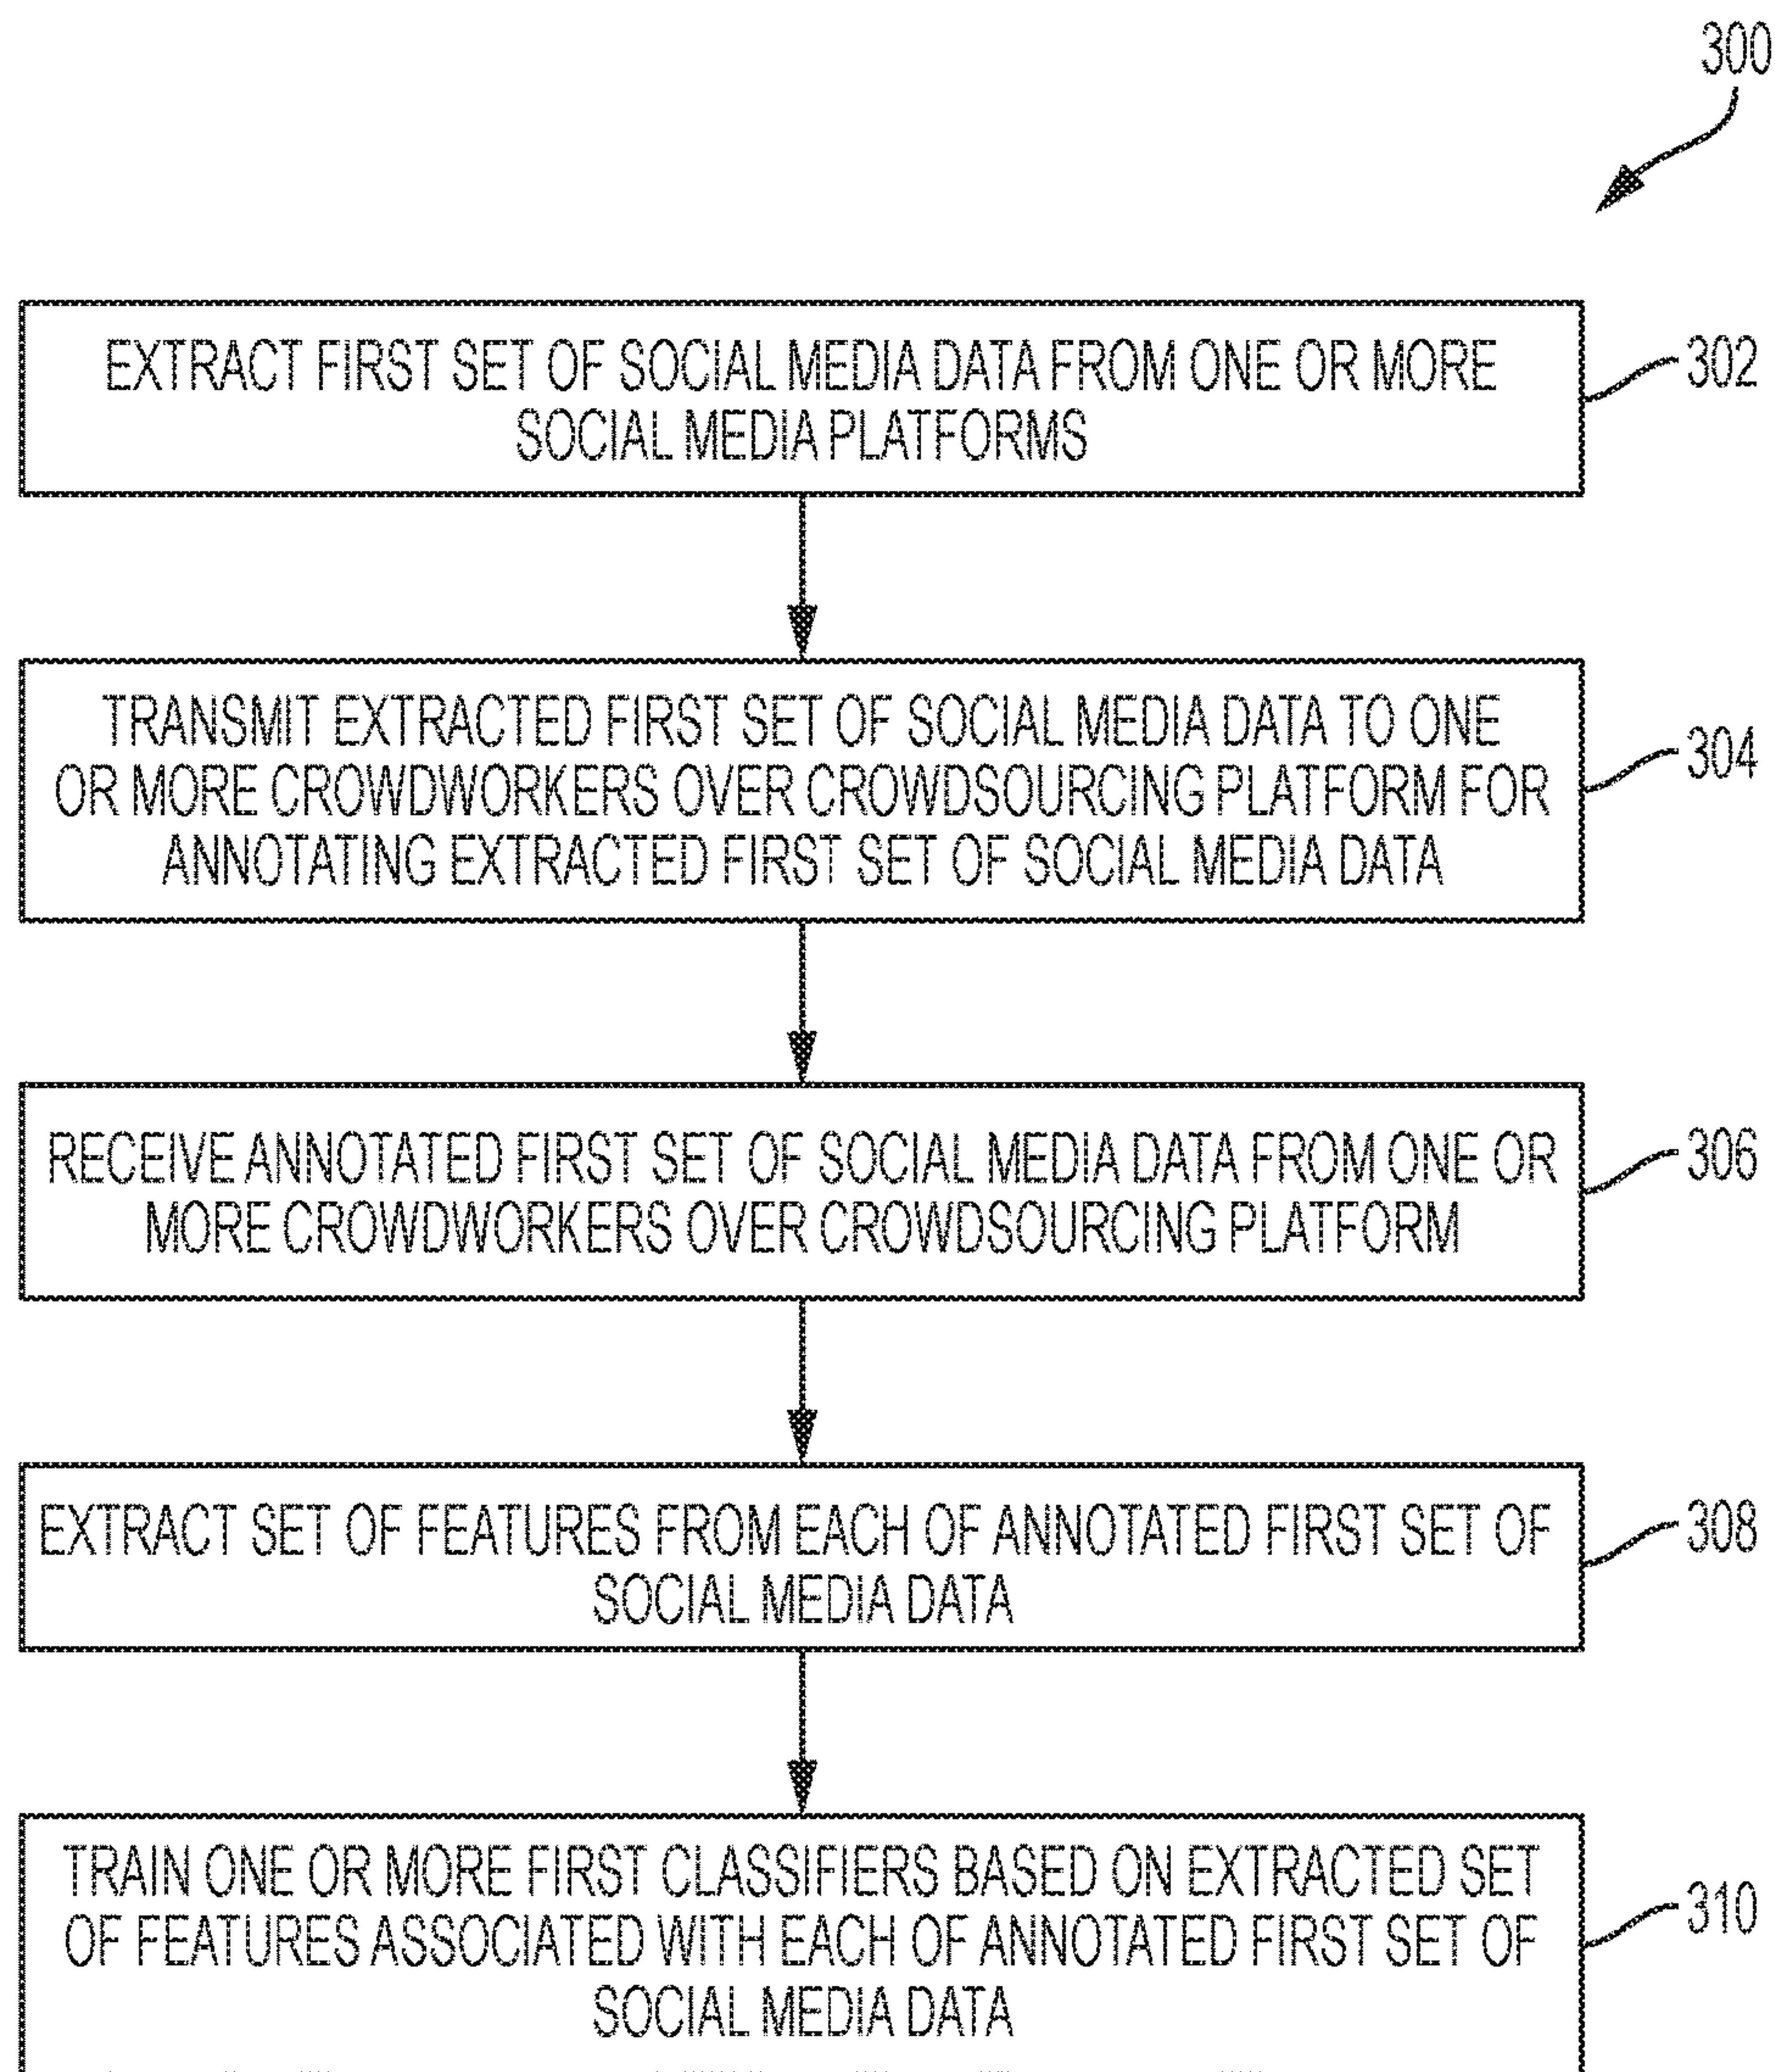 300
EXTRACT FIRST SET OF SOCIAL MEDIA DATA FROM ONE OR MORE
SOCIAL MEDIA PLATFORMS
302
TRANSMIT EXTRACTED FIRST SET OF SOCIAL MEDIA DATA TO ONE
OR MORE CROWDWORKERS OVER CROWDSOURCING PLATFORM FOR
ANNOTATING EXTRACTED FIRST SET OF SOCIAL MEDIA DATA
304
RECEIVE ANNOTATED FIRST SET OF SOCIAL MEDIA DATA FROM ONE OR
MORE CROWDWORKERS OVER CROWDSOURCING PLATFORM
306
EXTRACT SET OF FEATURES FROM EACH OF ANNOTATED FIRST SET OF
SOCIAL MEDIA DATA
308
TRAIN ONE OR MORE FIRST CLASSIFIERS BASED ON EXTRACTED SET
OF FEATURES ASSOCIATED WITH EACH OF ANNOTATED FIRST SET OF
SOCIAL MEDIA DATA
310